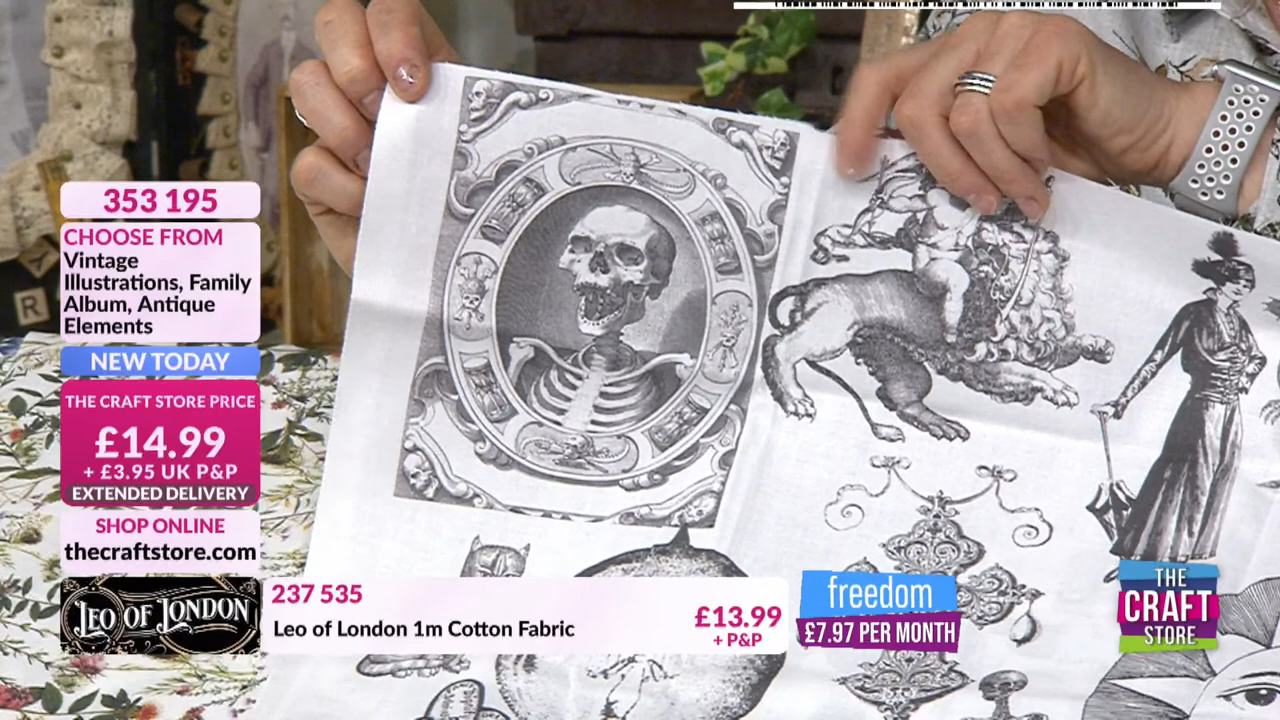 353 195
CHOOSE FROM
Vintage
Illustrations, Family
Album, Antique
Elements
NEW TODAY
THE CRAFT STORE PRICE
£14.99
+ £3.95 UK P&P
EXTENDED DELIVERY
SHOP ONLINE
thecraftstore.com
LEO OF LONDON
237 535
Leo of London 1m Cotton Fabric
£13.99
+ P&P
freedom
£7.97 PER MONTH
THE
CRAFT
STORE
R